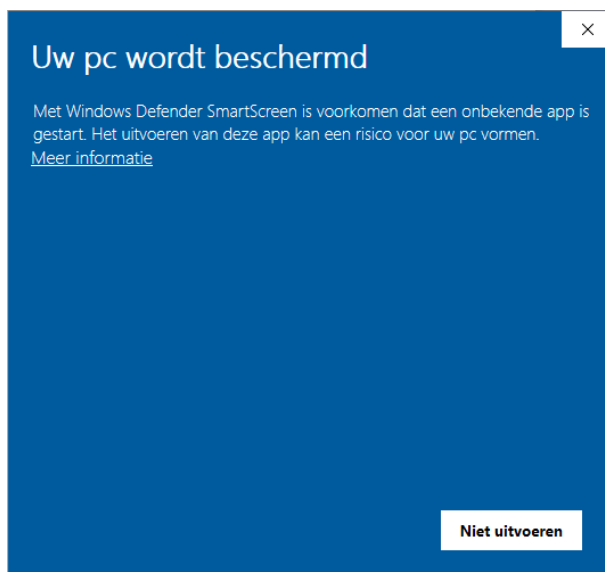 Uw pc wordt beschermd
Met Windows Defender SmartScreen is voorkomen dat een onbekende app is
gestart. Het uitvoeren van deze app kan een risico voor uw pc vormen.
Meer informatie
Niet uitvoeren